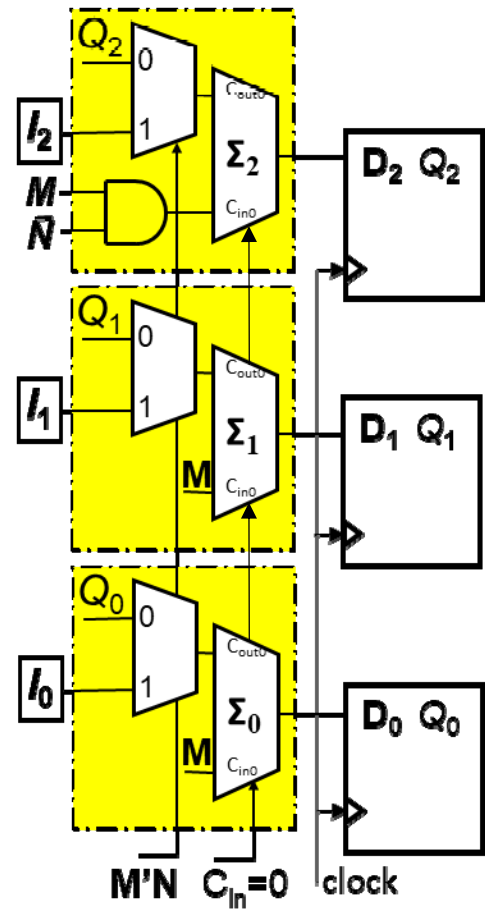 Q₂
0
Cout0
I₂
1
Σ₂
D₂ Q₂
M
N̄
Cin0
Q₁
0
Cout0
I₁
1
Σ₁
D₁ Q₁
M
Cin0
Q₀
0
Cout0
I₀
1
Σ₀
D₀ Q₀
M
Cin0
M'N CIn=0 clock